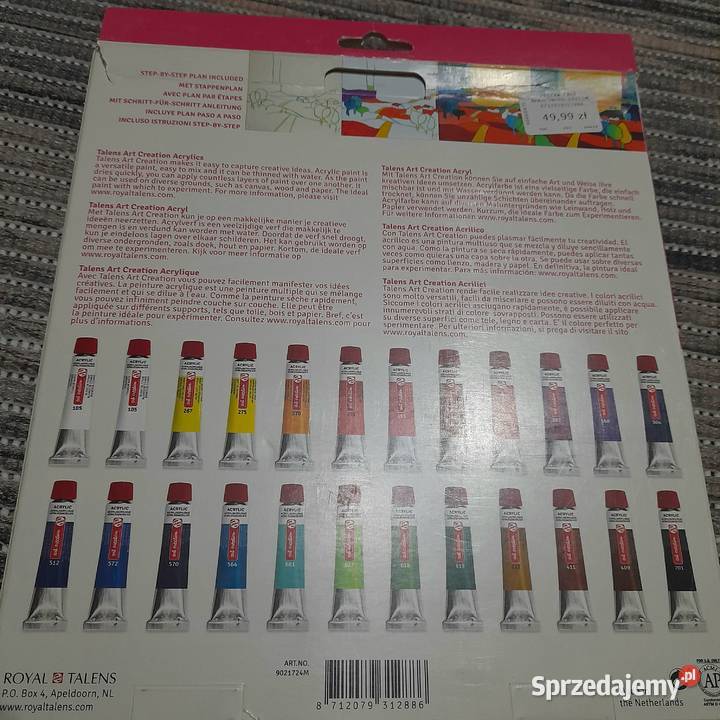 STEP-BY-STEP PLAN INCLUDED
MET STAPPENPLAN
AVEC PLAN PAR ÉTAPES
MIT SCHRITT-FÜR-SCHRITT ANLEITUNG
INCLUYE PLAN PASO A PASO
INCLUSO ISTRUZIONI STEP-BY-STEP
49,99 zł
Talens Art Creation Acrylics
Talens Art Creation makes it easy to capture creative ideas. Acrylic paint is
a versatile paint, easy to mix and it can be thinned with water. As the paint
dries quickly, you can apply countless layers of paint over one another. It
can be used on diverse grounds, such as canvas, wood and paper. The ideal
paint with which to experiment. For more information, please visit
www.royaltalens.com.
Talens Art Creation Acryl
Met Talens Art Creation kun je op een makkelijke manier je creatieve
ideeën neerzetten. Acrylverf is een veelzijdige verf die makkelijk te
mengen is en verdund kan worden met water. Doordat de verf snel droogt,
kun je eindeloos lagen over elkaar schilderen. Het kan gebruikt worden op
diverse ondergronden, zoals doek, hout en papier. Kortom, de ideale verf
om mee te experimenteren. Kijk voor meer informatie op
www.royaltalens.com.
Talens Art Creation Acrylique
Avec Talens Art Creation vous pouvez facilement manifester vos idées
créatives. La peinture acrylique est une peinture multiple qui se mélange
facilement et qui se dilue à l'eau. Comme la peinture sèche rapidement,
vous pouvez infiniment peindre couche sur couche. Elle peut être
appliquée sur différents supports, tels que toile, bois et papier. Bref, c'est
la peinture idéale pour expérimenter. Consultez www.royaltalens.com pour
plus d'informations.
Talens Art Creation Acryl
Mit Talens Art Creation können Sie auf einfache Art und Weise Ihre
kreativen Ideen umsetzen. Acrylfarbe ist eine vielseitige Farbe, die einfach
mischbar ist und mit Wasser verdünnt werden kann. Da die Farbe schnell
trocknet, können Sie unzählige Schichten übereinander auftragen.
Acrylfarbe kann auf Maluntergründen wie Leinwand, Holz und
Papier verwendet werden. Kurzum, die ideale Farbe zum Experimentieren.
Für weitere Informationen www.royaltalens.com.
Talens Art Creation Acrílico
Con Talens Art Creation puedes plasmar fácilmente tu creatividad. El
acrílico es una pintura multiuso que se mezcla y diluye sencillamente
con agua. Como la pintura se seca rápidamente, puedes aplicar tantas
veces como quieras una capa sobre la otra. Se puede usar sobre diversas
superficies como lienzo, madera y papel. En definitiva, la pintura ideal
para experimentar. Para más información: www.royaltalens.com.
Talens Art Creation Acrilici
Talens Art Creation rende facile realizzare idee creative. I colori acrilici
sono molto versatili, facili da miscelare e possono essere diluiti con acqua.
Siccome i colori acrilici asciugano rapidamente, è possibile applicare
innumerevoli strati di colore sovrapposti. Possono essere utilizzati
su diverse superfici come tele, legno e carta. E' il colore perfetto per
sperimentare. Per ulteriori informazioni, si prega di visitare il sito
www.royaltalens.com.
ACRYLIC ACRYLIC ACRYLIC ACRYLIC ACRYLIC
105 105 267 275
512 572 570 564 661 618 411 409 701
ROYAL TALENS
P.O. Box 4, Apeldoorn, NL
www.royaltalens.com
ART.NO.
9021724M
8 712079 312886
the Netherlands
AP
Sprzedajemy.pl